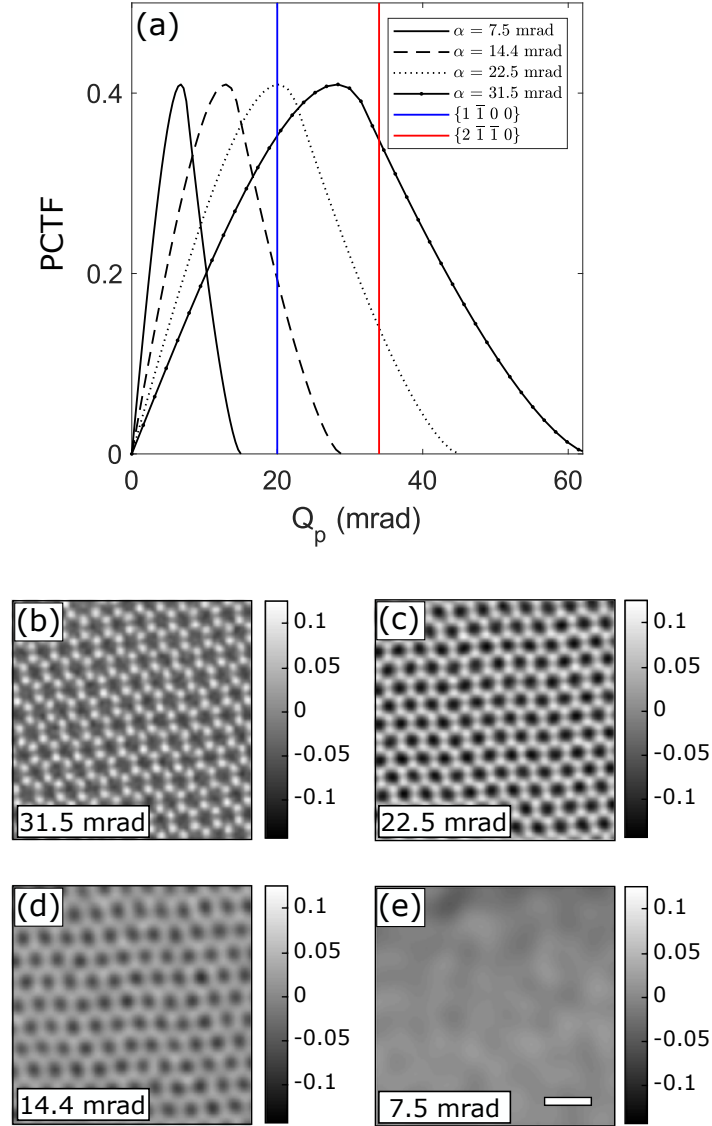 (a)
α = 7.5 mrad
α = 14.4 mrad
α = 22.5 mrad
α = 31.5 mrad
{1 1̅ 0 0}
{2 1̅ 1̅ 0}
0.4
0.2
0
PCTF
0 20 40 60
Qₚ (mrad)
(b)
31.5 mrad
0.1
0.05
0
-0.05
-0.1
(c)
22.5 mrad
0.1
0.05
0
-0.05
-0.1
(d)
14.4 mrad
0.1
0.05
0
-0.05
-0.1
(e)
7.5 mrad
0.1
0.05
0
-0.05
-0.1